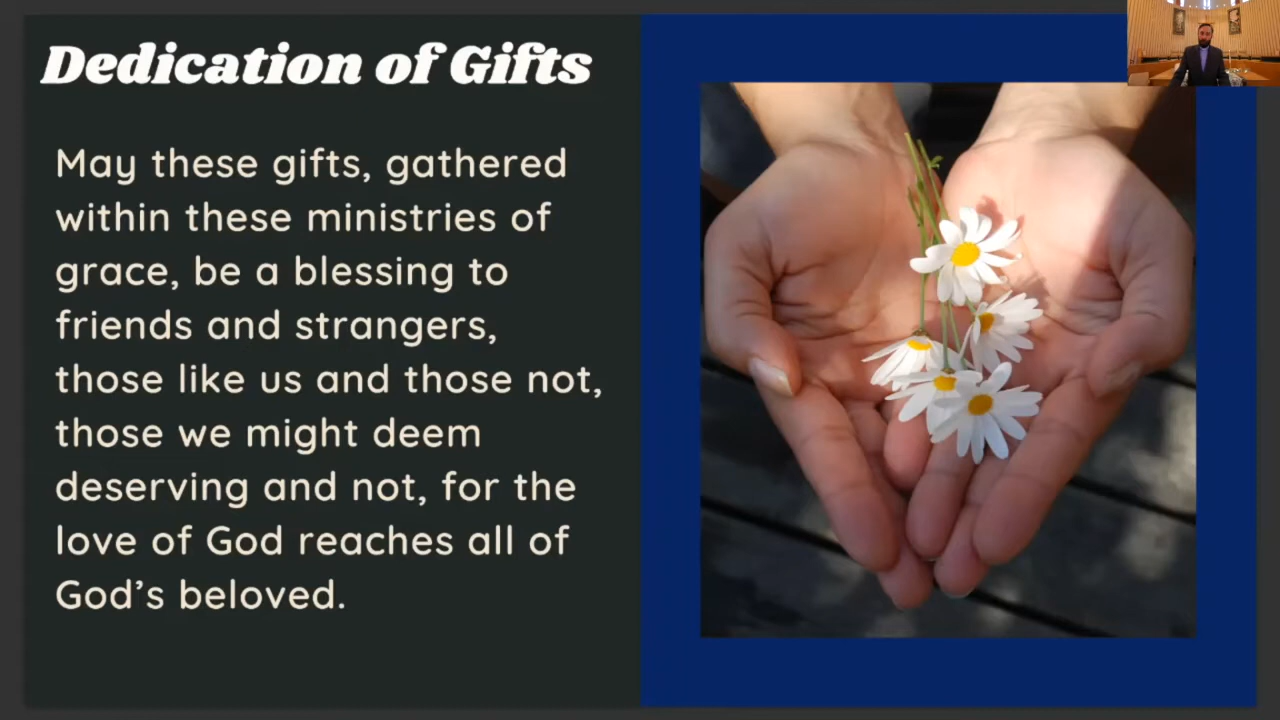 Dedication of Gifts
May these gifts, gathered
within these ministries of
grace, be a blessing to
friends and strangers,
those like us and those not,
those we might deem
deserving and not, for the
love of God reaches all of
God’s beloved.